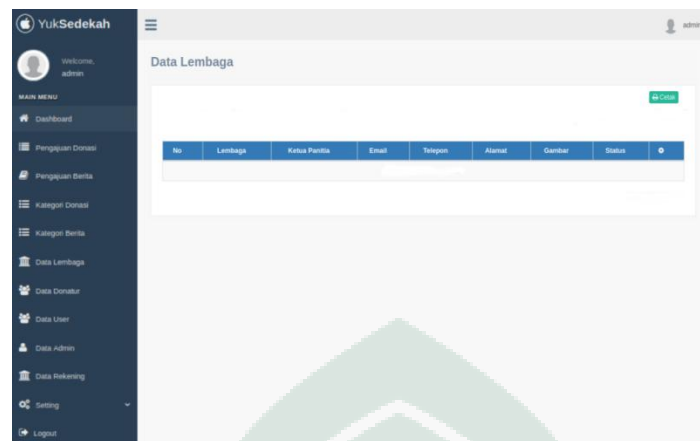 YukSedekah
Welcome,
admin
MAIN MENU
Dashboard
Pengajuan Donasi
Pengajuan Berita
Kategori Donasi
Kategori Berita
Data Lembaga
Data Donatur
Data User
Data Admin
Data Rekening
Setting
Logout
admin
Data Lembaga
Cetak
No Lembaga Ketua Panitia Email Telepon Alamat Gambar Status